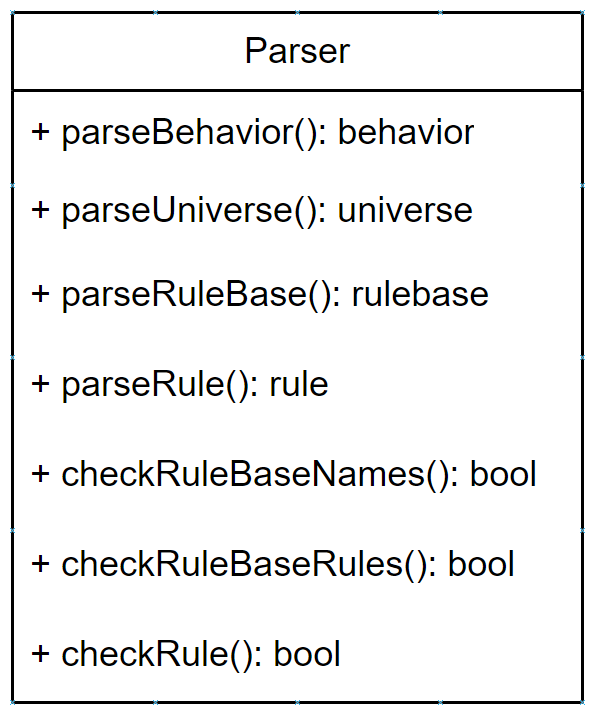 Parser
+ parseBehavior(): behavior
+ parseUniverse(): universe
+ parseRuleBase(): rulebase
+ parseRule(): rule
+ checkRuleBaseNames(): bool
+ checkRuleBaseRules(): bool
+ checkRule(): bool